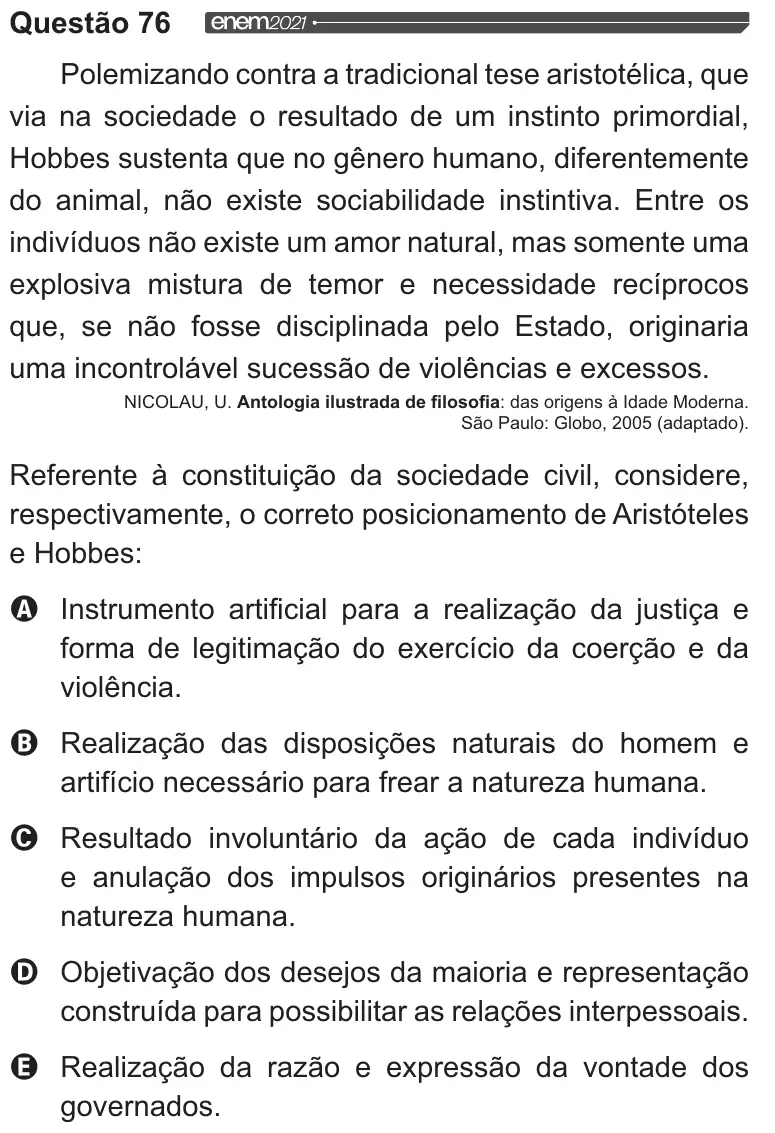 Questão 76 enem2021
Polemizando contra a tradicional tese aristotélica, que
via na sociedade o resultado de um instinto primordial,
Hobbes sustenta que no gênero humano, diferentemente
do animal, não existe sociabilidade instintiva. Entre os
indivíduos não existe um amor natural, mas somente uma
explosiva mistura de temor e necessidade recíprocos
que, se não fosse disciplinada pelo Estado, originaria
uma incontrolável sucessão de violências e excessos.
NICOLAU, U. Antologia ilustrada de filosofia: das origens à Idade Moderna.
São Paulo: Globo, 2005 (adaptado).
Referente à constituição da sociedade civil, considere,
respectivamente, o correto posicionamento de Aristóteles
e Hobbes:
A Instrumento artificial para a realização da justiça e
forma de legitimação do exercício da coerção e da
violência.
B Realização das disposições naturais do homem e
artifício necessário para frear a natureza humana.
C Resultado involuntário da ação de cada indivíduo
e anulação dos impulsos originários presentes na
natureza humana.
D Objetivação dos desejos da maioria e representação
construída para possibilitar as relações interpessoais.
E Realização da razão e expressão da vontade dos
governados.